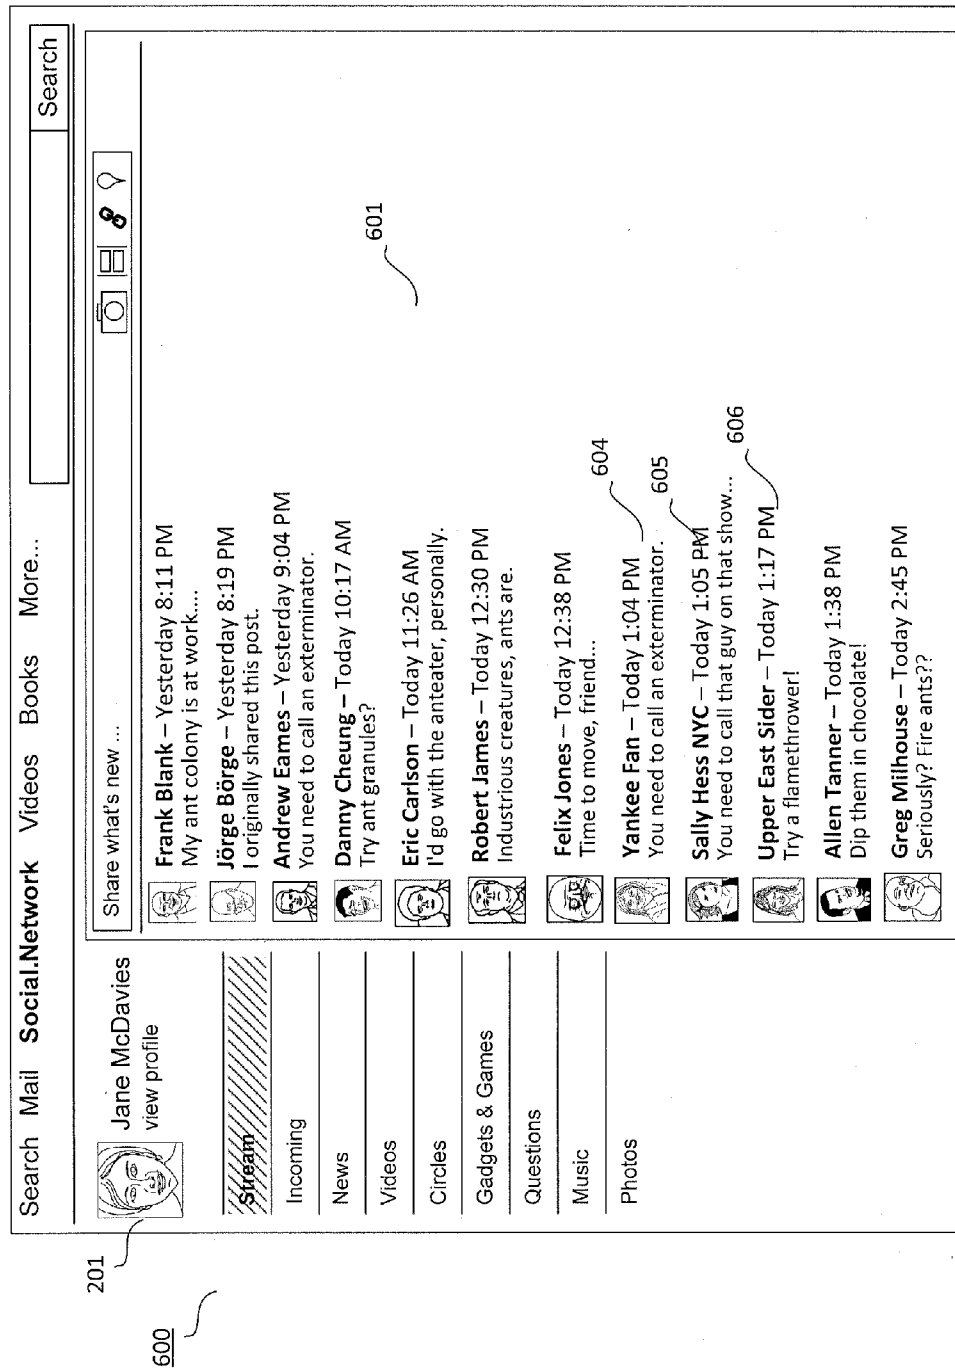 Search Mail Social.Network Videos Books More...
Search
Jane McDavies
view profile
Stream
Incoming
News
Videos
Circles
Gadgets & Games
Questions
Music
Photos
Share what's new ...
Frank Blank – Yesterday 8:11 PM
My ant colony is at work....
Jörge Börge – Yesterday 8:19 PM
I originally shared this post.
Andrew Eames – Yesterday 9:04 PM
You need to call an exterminator.
Danny Cheung – Today 10:17 AM
Try ant granules?
Eric Carlson – Today 11:26 AM
I'd go with the anteater, personally.
Robert James – Today 12:30 PM
Industrious creatures, ants are.
Felix Jones – Today 12:38 PM
Time to move, friend...
Yankee Fan – Today 1:04 PM
You need to call an exterminator.
Sally Hess NYC – Today 1:05 PM
You need to call that guy on that show...
Upper East Sider – Today 1:17 PM
Try a flamethrower!
Allen Tanner – Today 1:38 PM
Dip them in chocolate!
Greg Milhouse – Today 2:45 PM
Seriously? Fire ants??
601
604
605
606
201
600